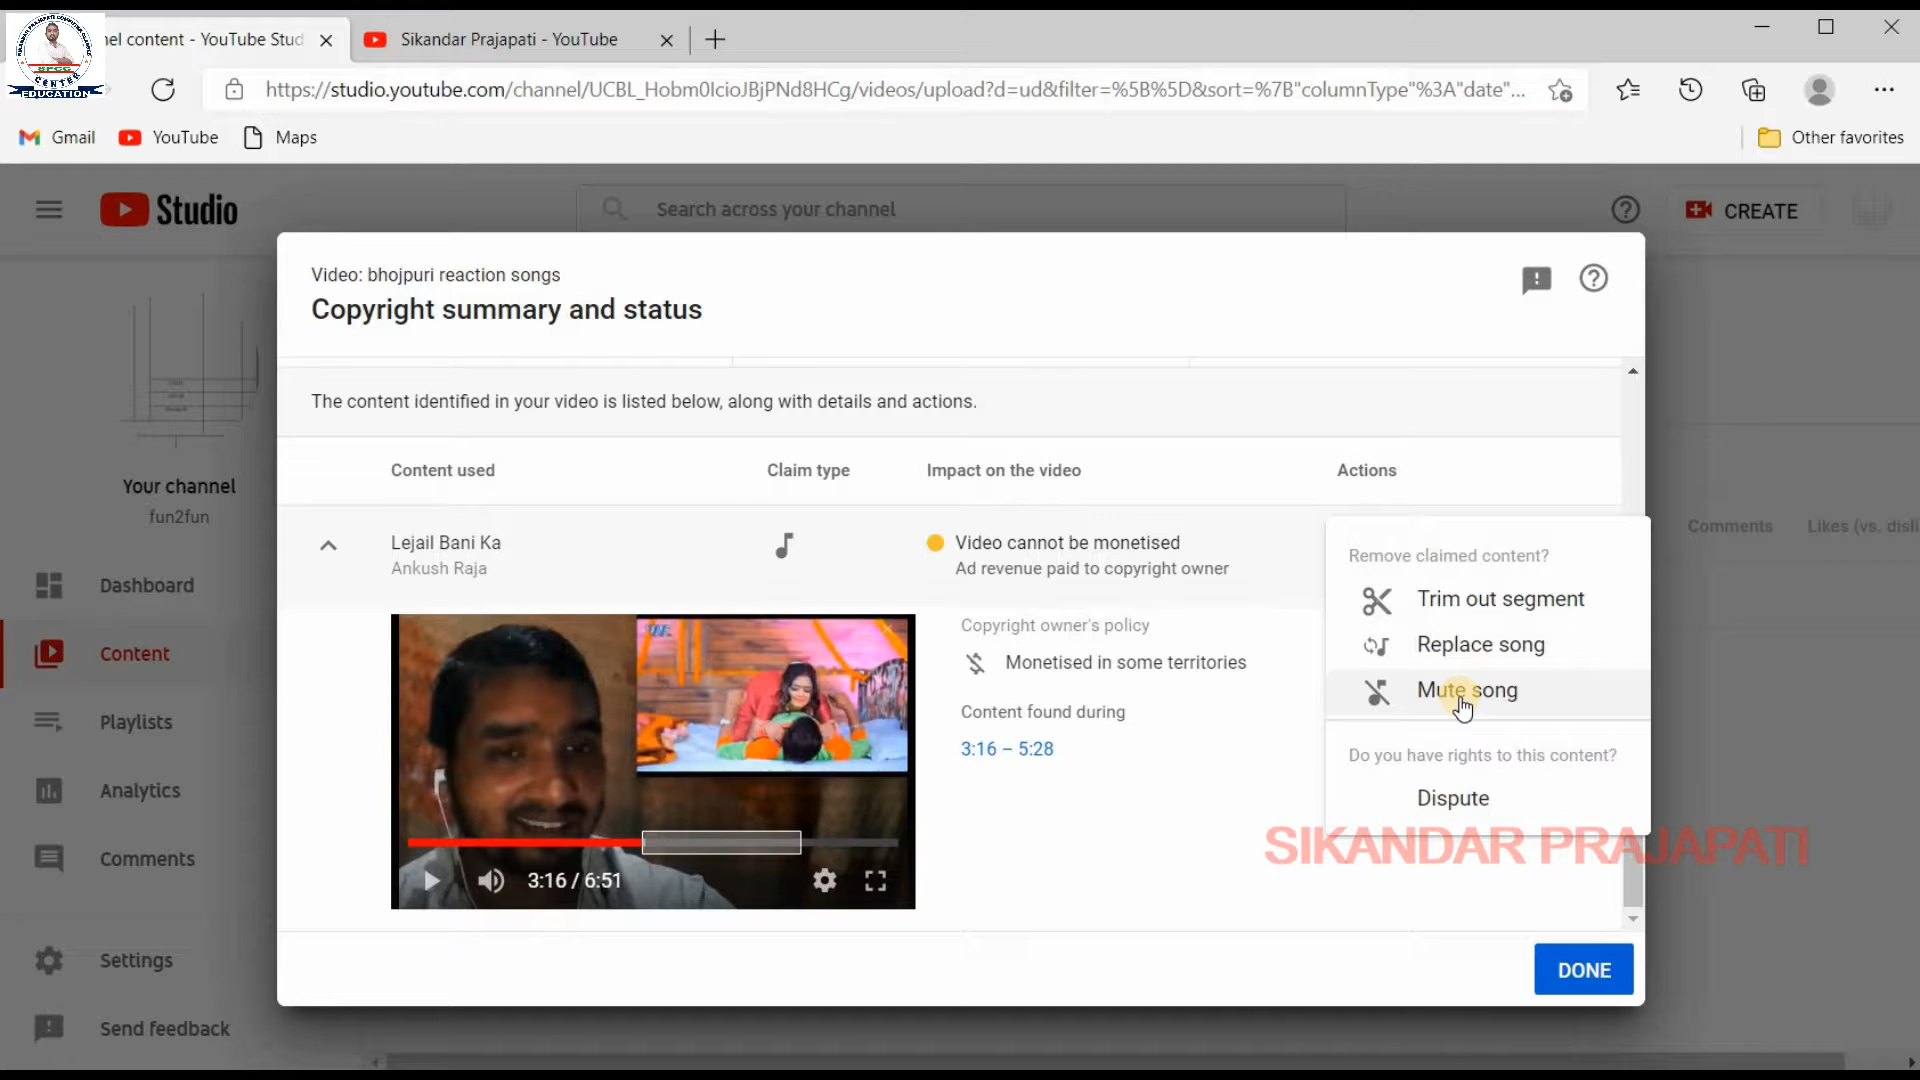 nel content - YouTube Stud
Sikandar Prajapati - YouTube
CENTER
EDUCATION
https://studio.youtube.com/channel/UCBL_Hobm0IcioJBjPNd8HCg/videos/upload?d=ud&filter=%5B%5D&sort=%7B"columnType"%3A"date"...
Gmail
YouTube
Maps
Other favorites
Studio
Search across your channel
CREATE
Video: bhojpuri reaction songs
Copyright summary and status
The content identified in your video is listed below, along with details and actions.
Content used
Claim type
Impact on the video
Actions
Your channel
fun2fun
Comments
Likes (vs. disli
Lejail Bani Ka
Ankush Raja
Video cannot be monetised
Ad revenue paid to copyright owner
Remove claimed content?
Trim out segment
Replace song
Mute song
Do you have rights to this content?
Dispute
Copyright owner's policy
Monetised in some territories
Content found during
3:16 – 5:28
3:16 / 6:51
Dashboard
Content
Playlists
Analytics
Comments
Settings
Send feedback
SIKANDAR PRAJAPATI
DONE